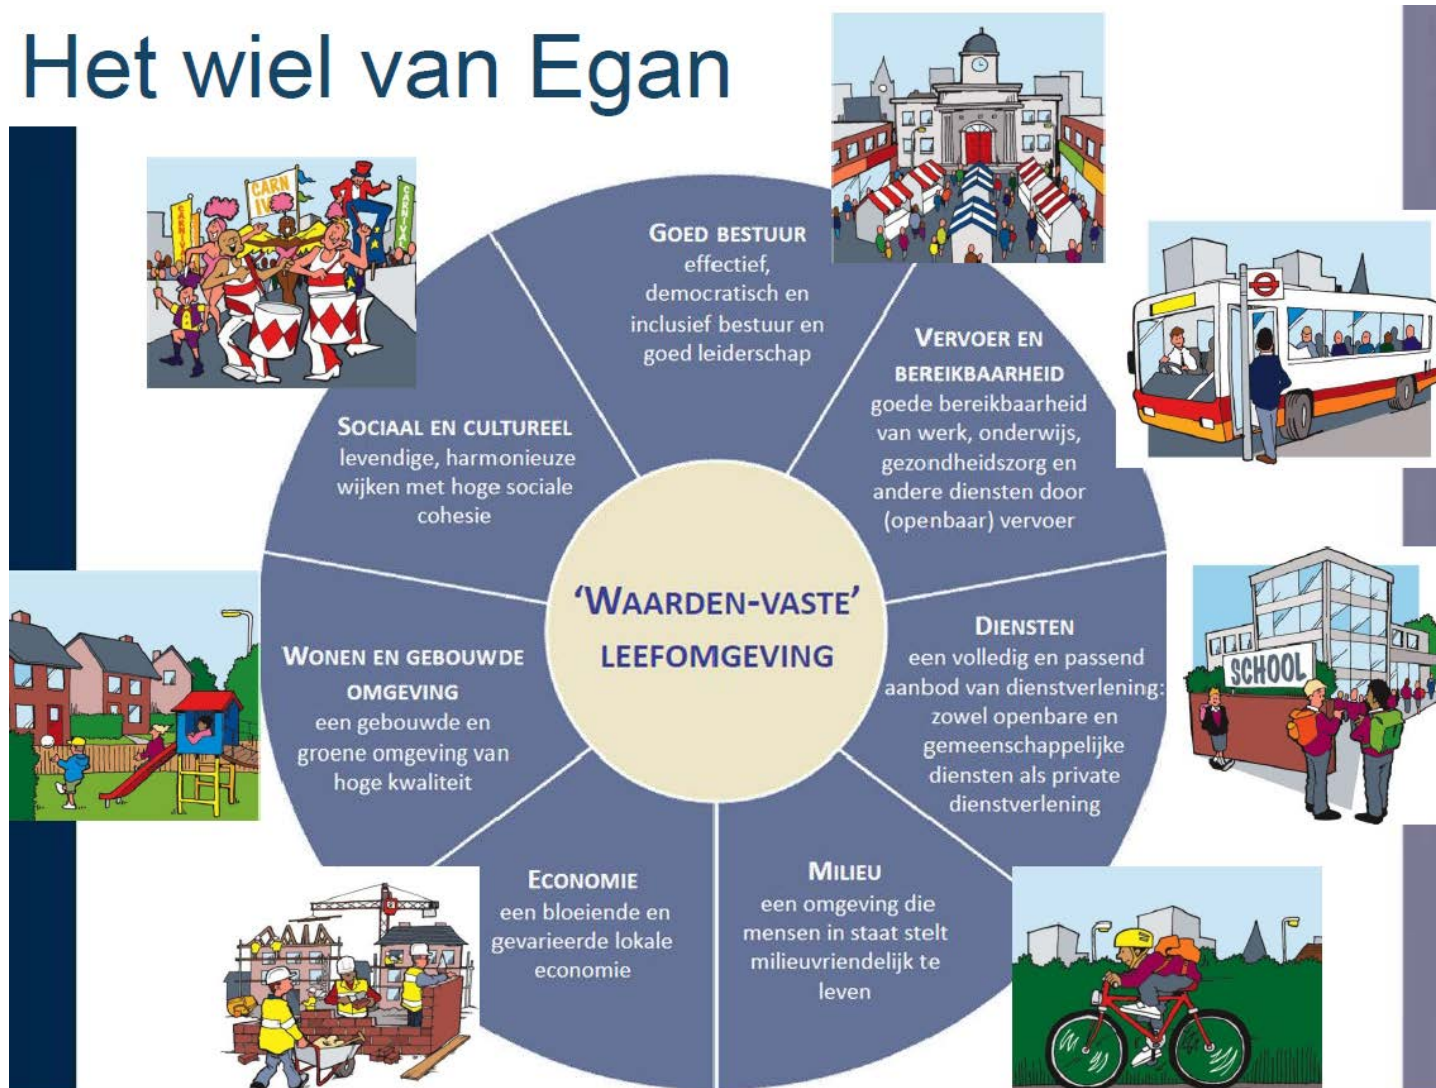 Het wiel van Egan
CARN
IV
CARNIVAL
GOED BESTUUR
effectief,
democratisch en
inclusief bestuur en
goed leiderschap
VERVOER EN
BEREIKBAARHEID
goede bereikbaarheid
van werk, onderwijs,
gezondheidszorg en
andere diensten door
(openbaar) vervoer
DIENSTEN
een volledig en passend
aanbod van dienstverlening:
zowel openbare en
gemeenschappelijke
diensten als private
dienstverlening
SCHOOL
MILIEU
een omgeving die
mensen in staat stelt
milieuvriendelijk te
leven
ECONOMIE
een bloeiende en
gevarieerde lokale
economie
WONEN EN GEBOUWDE
OMGEVING
een gebouwde en
groene omgeving van
hoge kwaliteit
SOCIAAL EN CULTUREEL
levendige, harmonieuze
wijken met hoge sociale
cohesie
‘WAARDEN-VASTE’
LEEFOMGEVING